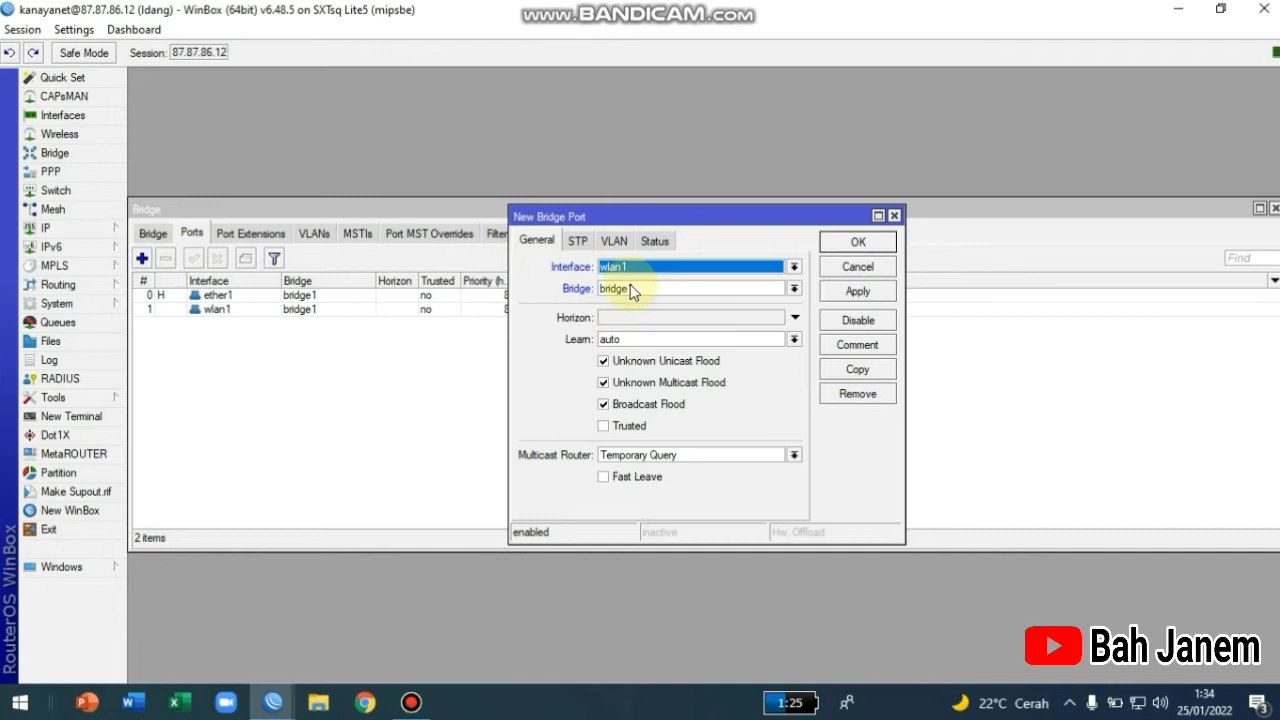 kanayanet@87.87.86.12 (Idang) - WinBox (64bit) v6.48.5 on SXTsq Lite5 (mipsbe)
www.BANDICAM.com
Session Settings Dashboard
Safe Mode Session: 87.87.86.12
Quick Set
CAPsMAN
Interfaces
Wireless
Bridge
PPP
Switch
Mesh
IP
IPv6
MPLS
Routing
System
Queues
Files
Log
RADIUS
Tools
New Terminal
Dot1X
MetaROUTER
Partition
Make Supout.rif
New WinBox
Exit
Windows
RouterOS WinBox
Bridge
Bridge Ports Port Extensions VLANs MSTIs Port MST Overrides Filter
Find
# Interface Bridge Horizon Trusted Priority (h...
0 H ether1 bridge1 no 8
1 wlan1 bridge1 no 8
2 items
New Bridge Port
General STP VLAN Status
Interface: wlan1
Bridge: bridge
Horizon:
Learn: auto
Unknown Unicast Flood
Unknown Multicast Flood
Broadcast Flood
Trusted
Multicast Router: Temporary Query
Fast Leave
enabled inactive Hw. Offload
OK
Cancel
Apply
Disable
Comment
Copy
Remove
Bah Janem
1:25
22°C Cerah
1:34
25/01/2022
3